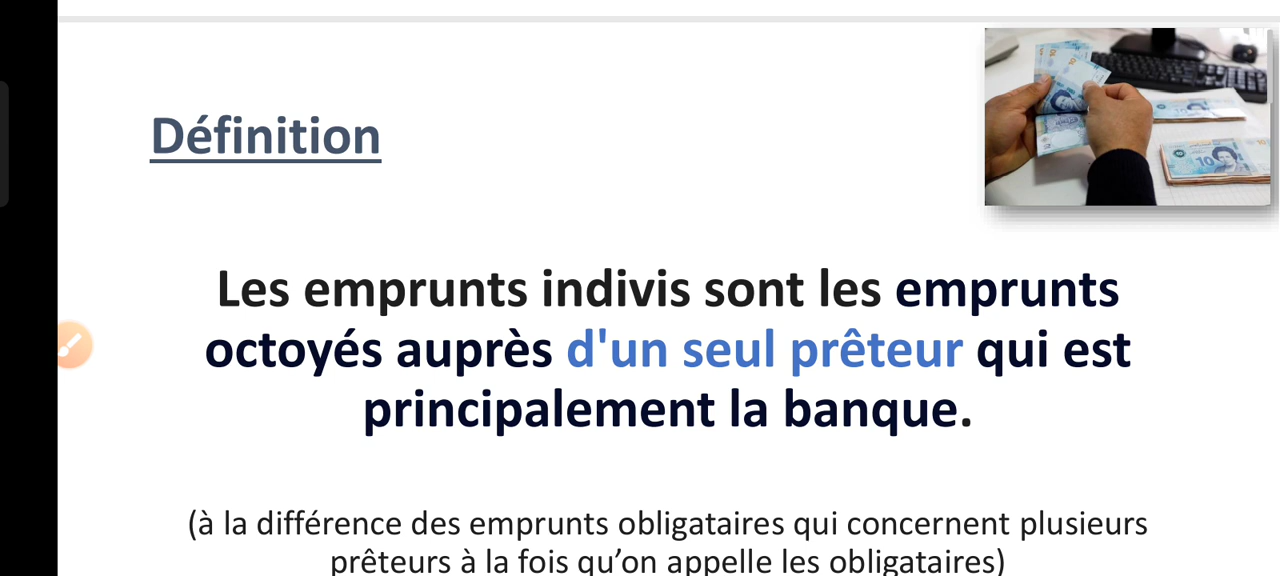 Définition
Les emprunts indivis sont les emprunts
octoyés auprès d'un seul prêteur qui est
principalement la banque.
(à la différence des emprunts obligataires qui concernent plusieurs
prêteurs à la fois qu’on appelle les obligataires)
10